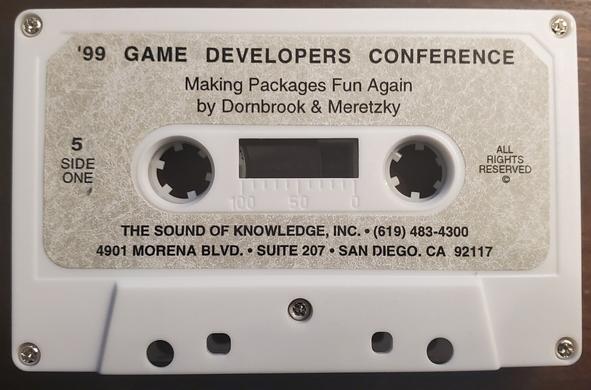 '99 GAME DEVELOPERS CONFERENCE
Making Packages Fun Again
by Dornbrook & Meretzky
5
SIDE
ONE
ALL
RIGHTS
RESERVED
©
100 50 0
THE SOUND OF KNOWLEDGE, INC. • (619) 483-4300
4901 MORENA BLVD. • SUITE 207 • SAN DIEGO. CA 92117